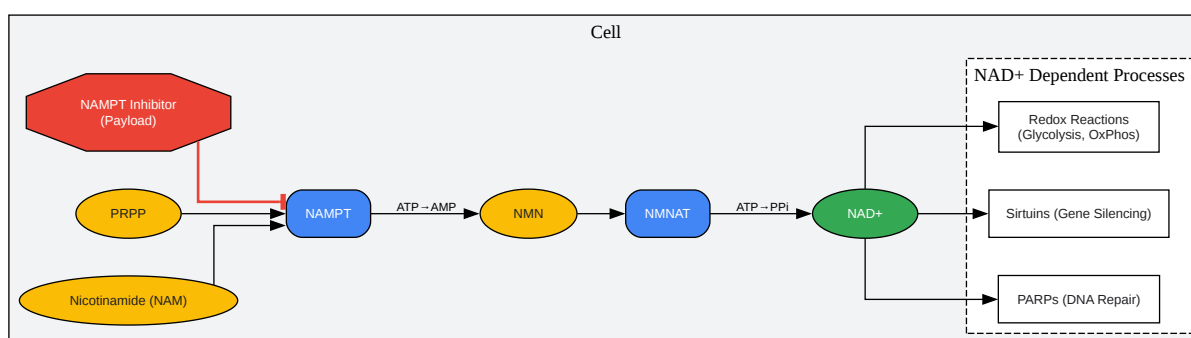 Cell
NAD+ Dependent Processes
NAMPT Inhibitor
(Payload)
Redox Reactions
(Glycolysis, OxPhos)
PRPP
NAMPT
ATP→AMP
NMN
NMNAT
ATP→PPi
NAD+
Sirtuins (Gene Silencing)
Nicotinamide (NAM)
PARPs (DNA Repair)